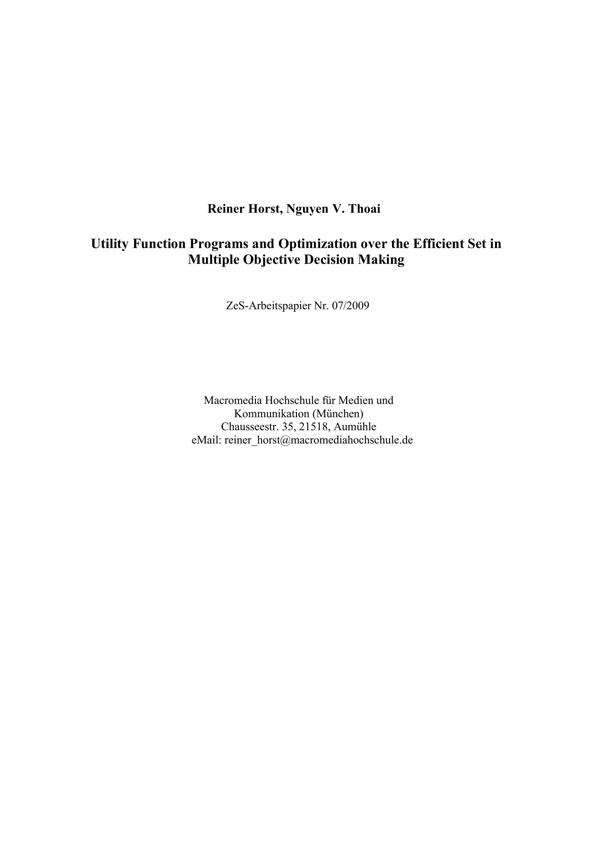 Reiner Horst, Nguyen V. Thoai
Utility Function Programs and Optimization over the Efficient Set in
Multiple Objective Decision Making
ZeS-Arbeitspapier Nr. 07/2009
Macromedia Hochschule für Medien und
Kommunikation (München)
Chausseestr. 35, 21518, Aumühle
eMail: reiner_horst@macromediahochschule.de